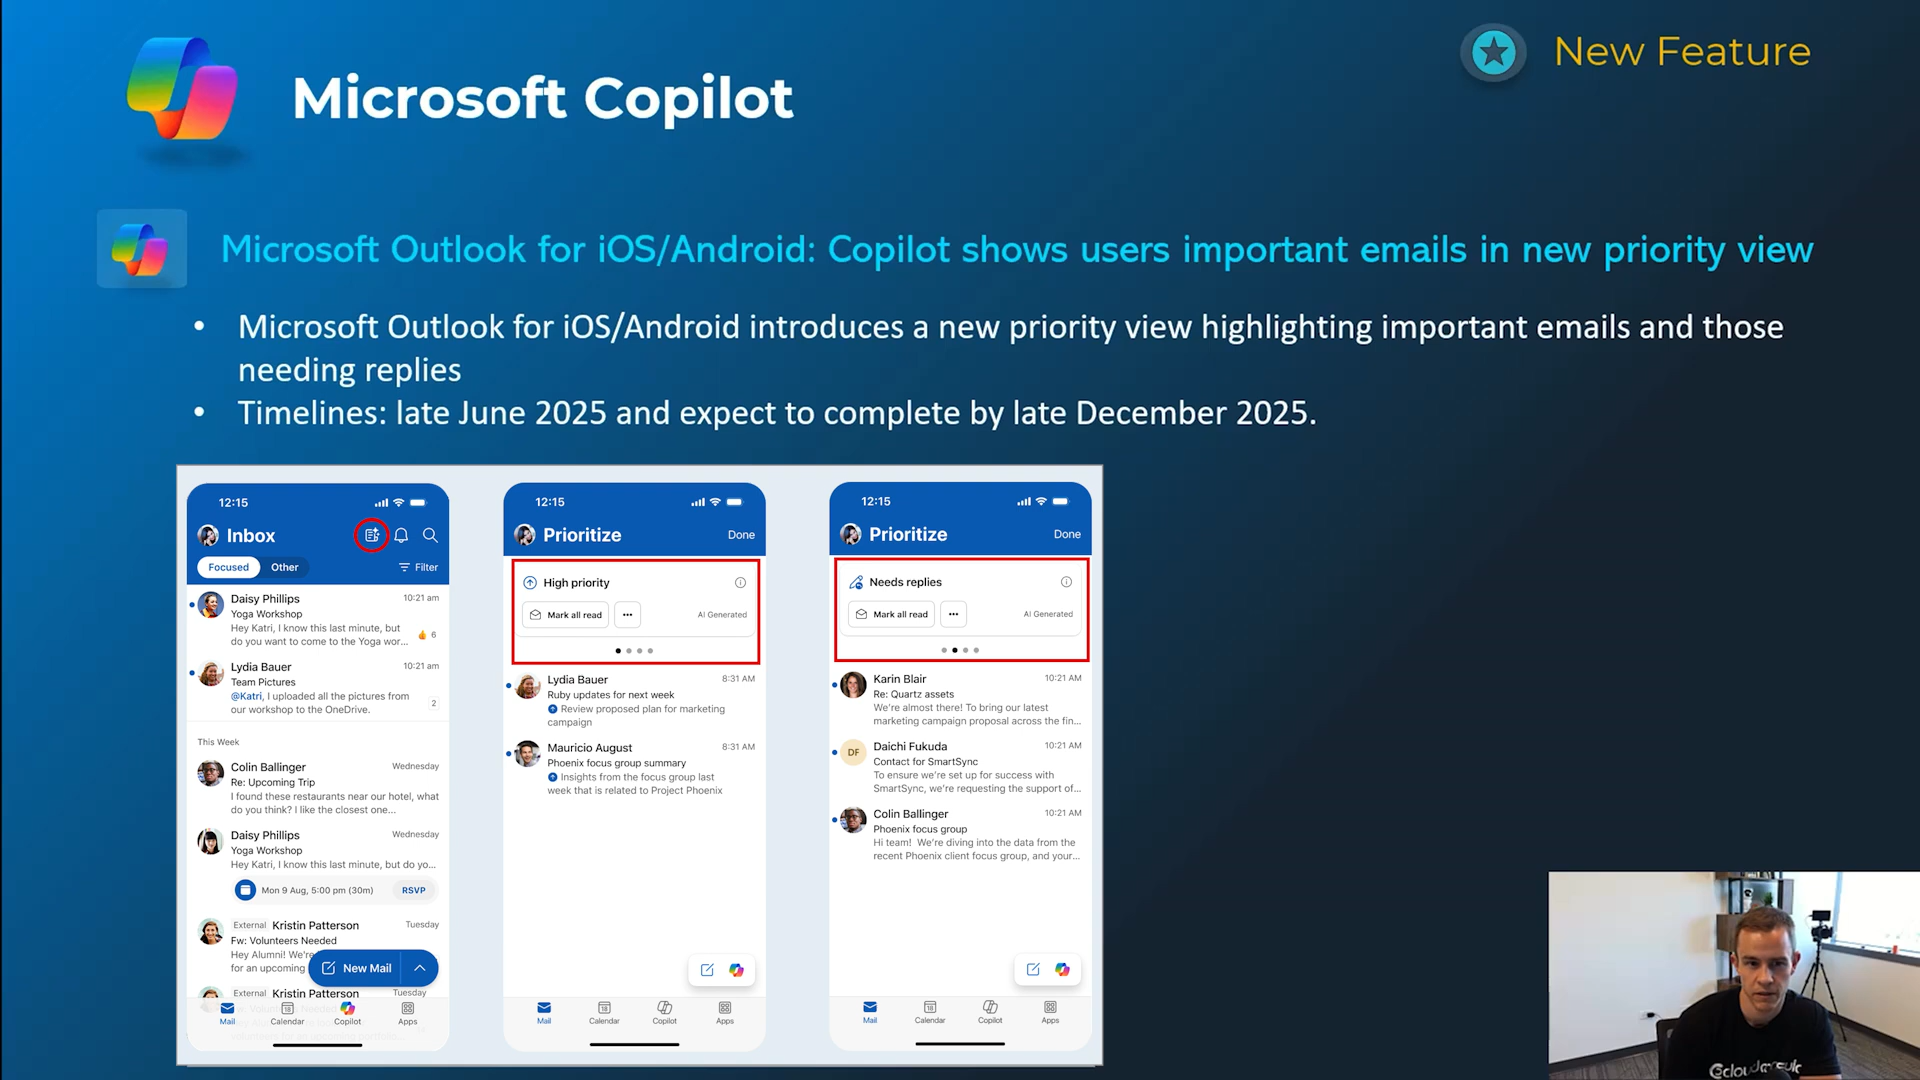 New Feature
Microsoft Copilot
Microsoft Outlook for iOS/Android: Copilot shows users important emails in new priority view
• Microsoft Outlook for iOS/Android introduces a new priority view highlighting important emails and those
needing replies
• Timelines: late June 2025 and expect to complete by late December 2025.
12:15
Inbox
Focused Other Filter
Daisy Phillips 10:21 am
Yoga Workshop
Hey Katri, I know this last minute, but
do you want to come to the Yoga wor... 6
Lydia Bauer 10:21 am
Team Pictures
@Katri, I uploaded all the pictures from
our workshop to the OneDrive. 2
This Week
Colin Ballinger Wednesday
Re: Upcoming Trip
I found these restaurants near our hotel, what
do you think? I like the closest one...
Daisy Phillips Wednesday
Yoga Workshop
Hey Katri, I know this last minute, but do yo...
Mon 9 Aug, 5:00 pm (30m) RSVP
External Kristin Patterson Tuesday
Fw: Volunteers Needed
Hey Alumni! We're
for an upcoming
New Mail
External Kristin Patterson Tuesday
Mail Calendar Copilot Apps
12:15
Prioritize Done
High priority
Mark all read ... AI Generated
Lydia Bauer 8:31 AM
Ruby updates for next week
Review proposed plan for marketing
campaign
Mauricio August 8:31 AM
Phoenix focus group summary
Insights from the focus group last
week that is related to Project Phoenix
Mail Calendar Copilot Apps
12:15
Prioritize Done
Needs replies
Mark all read ... AI Generated
Karin Blair 10:21 AM
Re: Quartz assets
We're almost there! To bring our latest
marketing campaign proposal across the fin...
DF
Daichi Fukuda 10:21 AM
Contact for SmartSync
To ensure we're set up for success with
SmartSync, we're requesting the support of...
Colin Ballinger 10:21 AM
Phoenix focus group
Hi team! We're diving into the data from the
recent Phoenix client focus group, and your...
Mail Calendar Copilot Apps